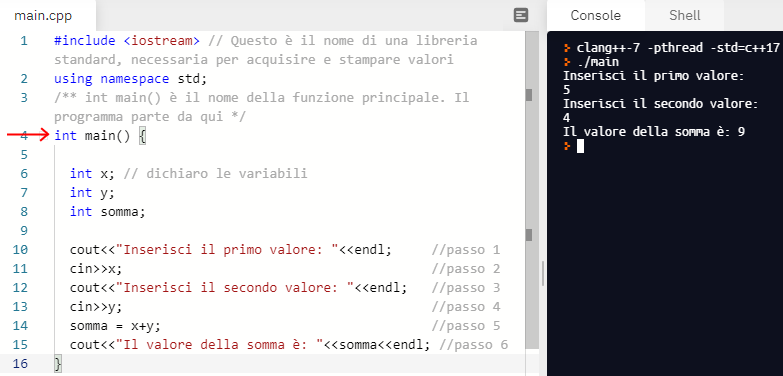 main.cpp
1 #include <iostream> // Questo è il nome di una libreria
standard, necessaria per acquisire e stampare valori
2 using namespace std;
3 /** int main() è il nome della funzione principale. Il
programma parte da qui */
4 int main() {
5
6 int x; // dichiaro le variabili
7 int y;
8 int somma;
9
10 cout<<"Inserisci il primo valore: "<<endl; //passo 1
11 cin>>x; //passo 2
12 cout<<"Inserisci il secondo valore: "<<endl; //passo 3
13 cin>>y; //passo 4
14 somma = x+y; //passo 5
15 cout<<"Il valore della somma è: "<<somma<<endl; //passo 6
16 }
Console Shell
> clang++-7 -pthread -std=c++17
> ./main
Inserisci il primo valore:
5
Inserisci il secondo valore:
4
Il valore della somma è: 9
>